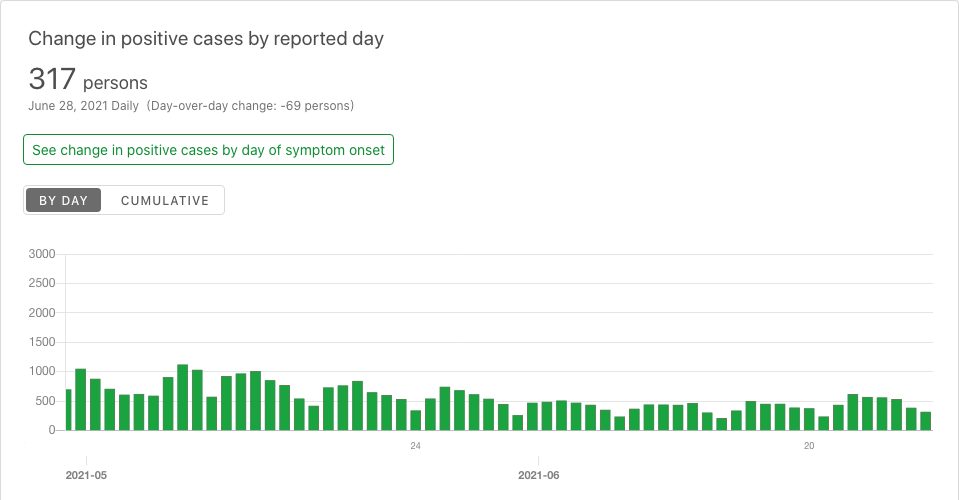 Change in positive cases by reported day
317 persons
June 28, 2021 Daily (Day-over-day change: -69 persons)
See change in positive cases by day of symptom onset
BY DAY CUMULATIVE
3000
2500
2000
1500
1000
500
0
24 20
2021-05 2021-06